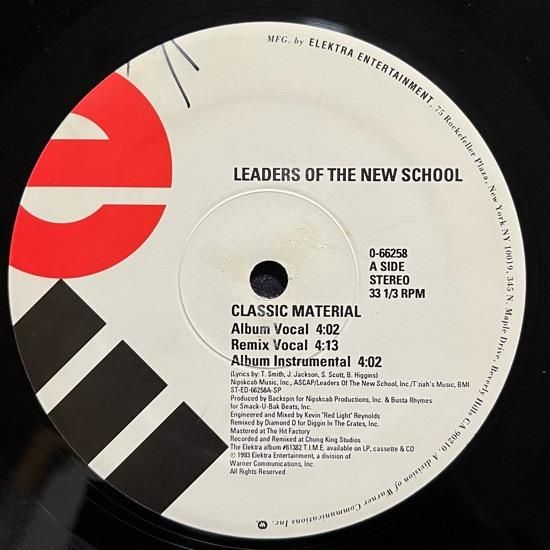 MFG. by ELEKTRA ENTERTAINMENT, 75 Rockefeller Plaza, New York NY 10019, 345 N. Maple Drive, Beverly Hills CA 90210. A division of Warner Communications Inc.
e
LEADERS OF THE NEW SCHOOL
0-66258
A SIDE
STEREO
33 1/3 RPM
CLASSIC MATERIAL
Album Vocal 4:02
Remix Vocal 4:13
Album Instrumental 4:02
(Lyrics by: T. Smith, J. Jackson, S. Scott, B. Higgins)
Nipskcab Music, Inc., ASCAP/Leaders Of The New School, Inc./T'ziah's Music, BMI
ST-ED-66258A-SP
Produced by Backspin for Nipskcab Productions, Inc. & Busta Rhymes
for Smack-U-Bak Beats, Inc.
Engineered and Mixed by Kevin "Red Light" Reynolds
Remixed by Diamond D for Diggin In The Crates, Inc.
Mastered at The Hit Factory
Recorded and Remixed at Chung King Studios
The Elektra album #61382 T.I.M.E. available on LP, cassette & CD
℗ 1993 Elektra Entertainment, a division of
Warner Communications, Inc.
All Rights Reserved